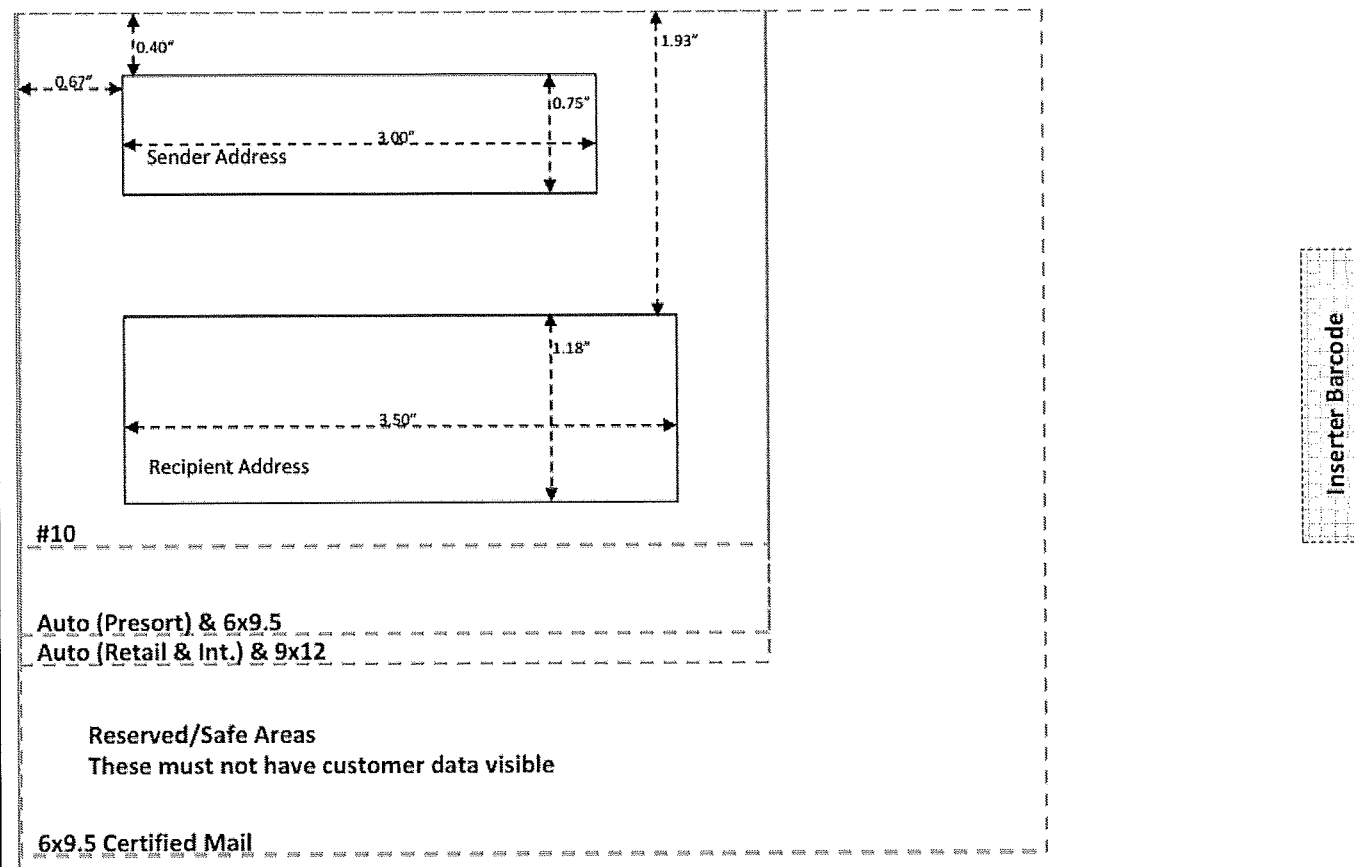 0.40"
1.93"
0.67"
0.75"
3.00"
Sender Address
1.18"
3.50"
Recipient Address
Inserter Barcode
#10
Auto (Presort) & 6x9.5
Auto (Retail & Int.) & 9x12
Reserved/Safe Areas
These must not have customer data visible
6x9.5 Certified Mail